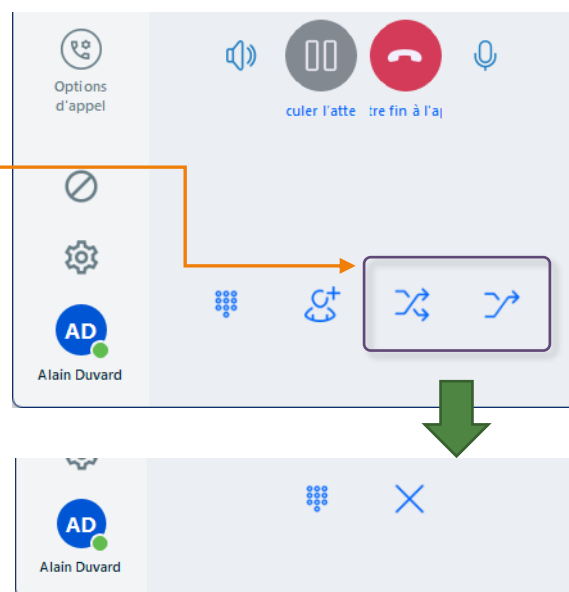 Options
d'appel
culer l'atte
tre fin à l'a
AD
Alain Duvard
AD
Alain Duvard